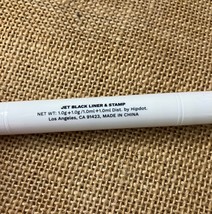 JET BLACK LINER & STAMP
NET WT: 1.0g + 1.0g /1.0ml + 1.0ml Dist. by Hipdot.
Los Angeles, CA 91423, MADE IN CHINA